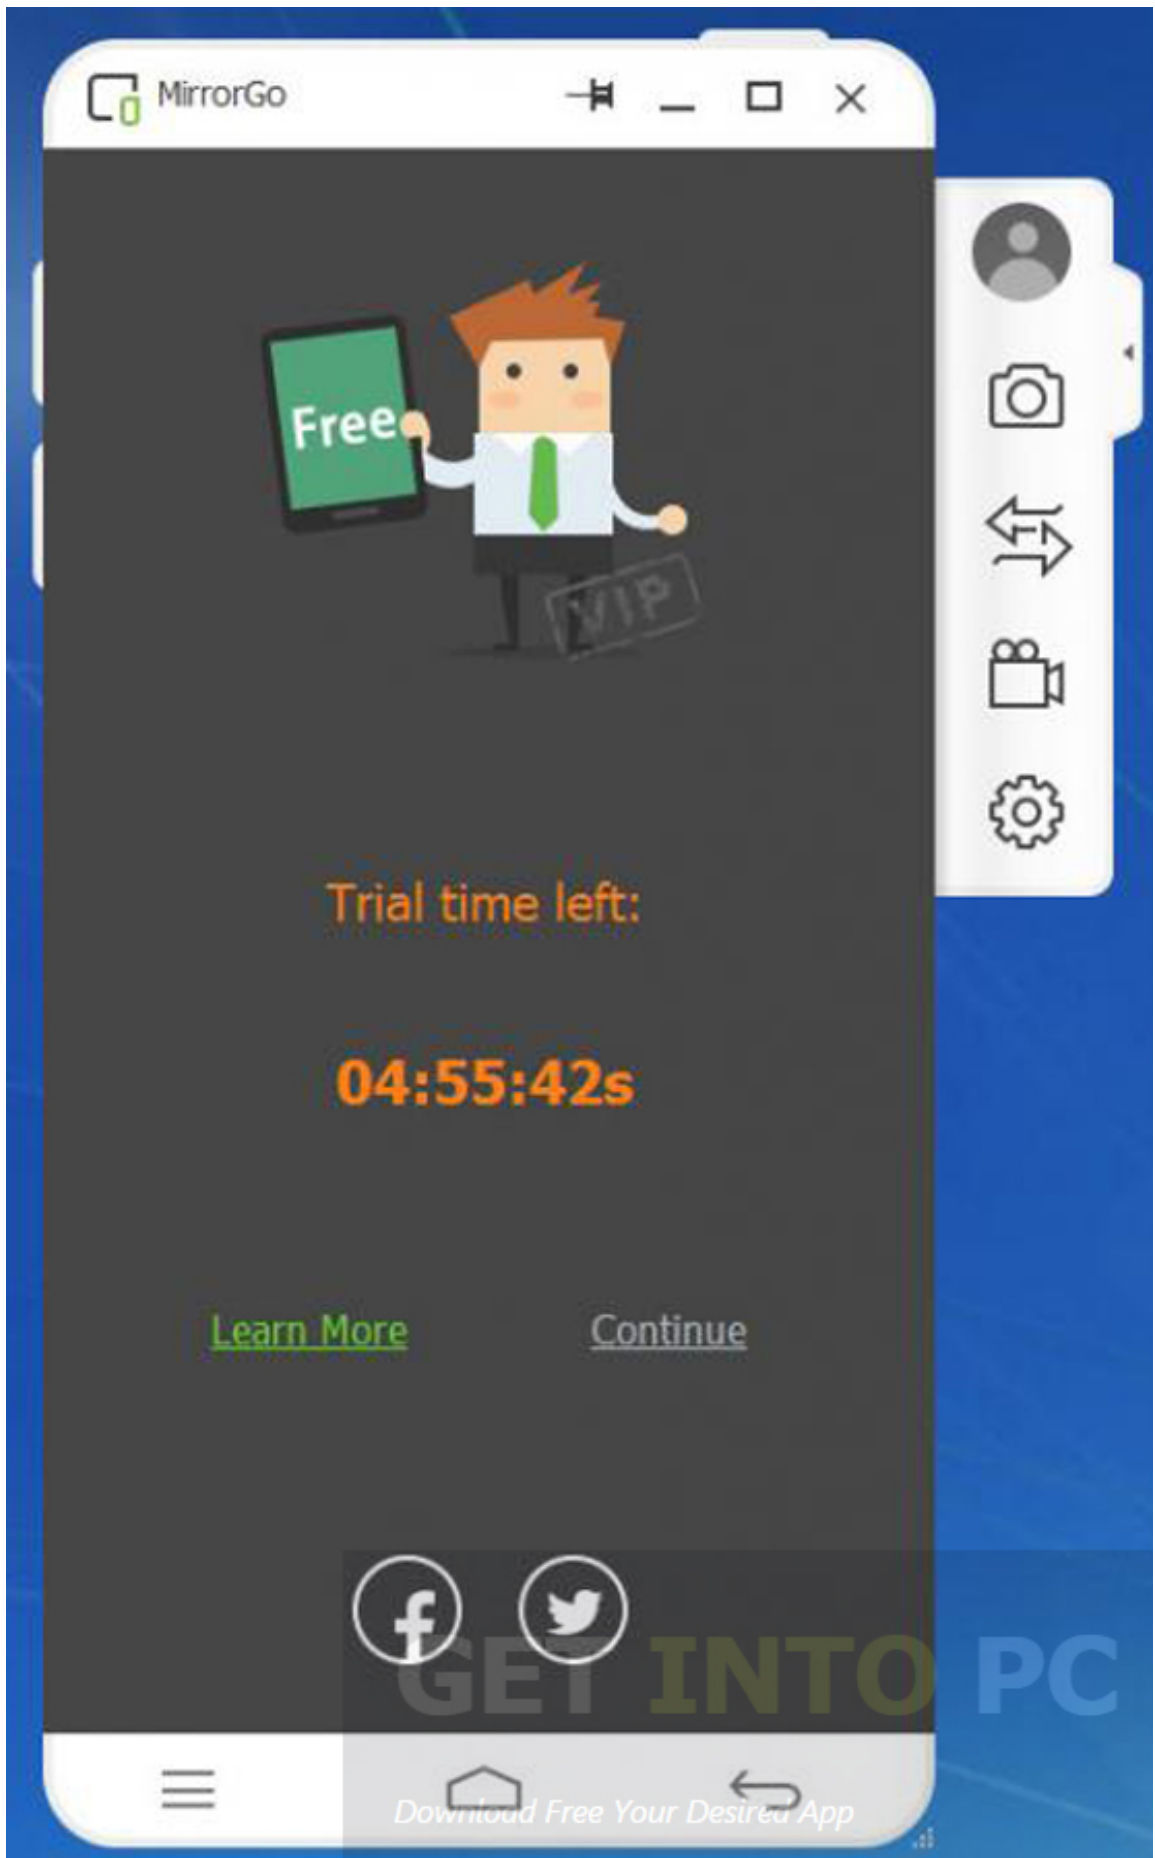 MirrorGo
Free
VIP
Trial time left:
04:55:42s
Learn More
Continue
GET INTO PC
Download Free Your Desired App